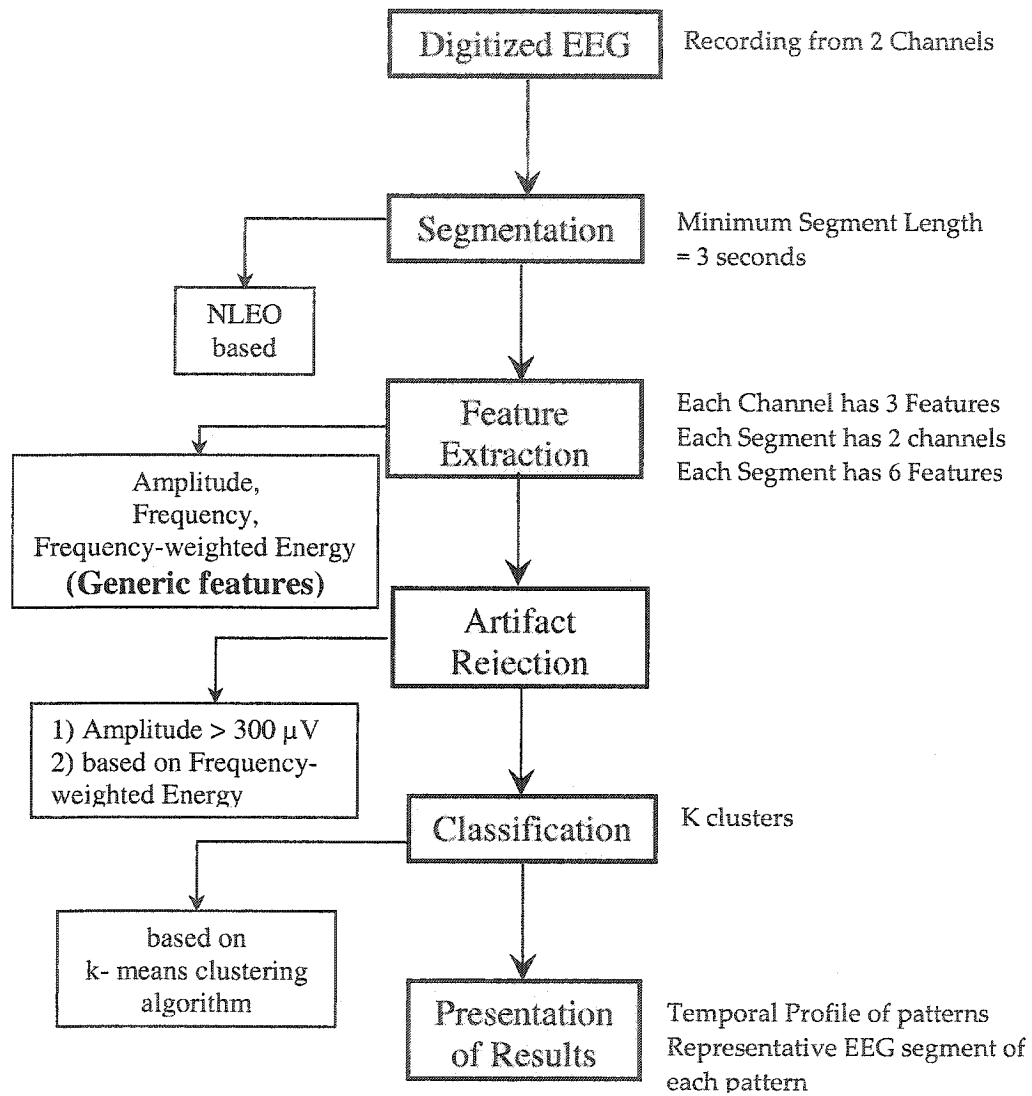 Digitized EEG
Recording from 2 Channels
Segmentation
Minimum Segment Length
= 3 seconds
NLEO
based
Feature
Extraction
Each Channel has 3 Features
Each Segment has 2 channels
Each Segment has 6 Features
Amplitude,
Frequency,
Frequency-weighted Energy
(Generic features)
Artifact
Rejection
1) Amplitude > 300 µV
2) based on Frequency-
weighted Energy
Classification
K clusters
based on
k- means clustering
algorithm
Presentation
of Results
Temporal Profile of patterns
Representative EEG segment of
each pattern